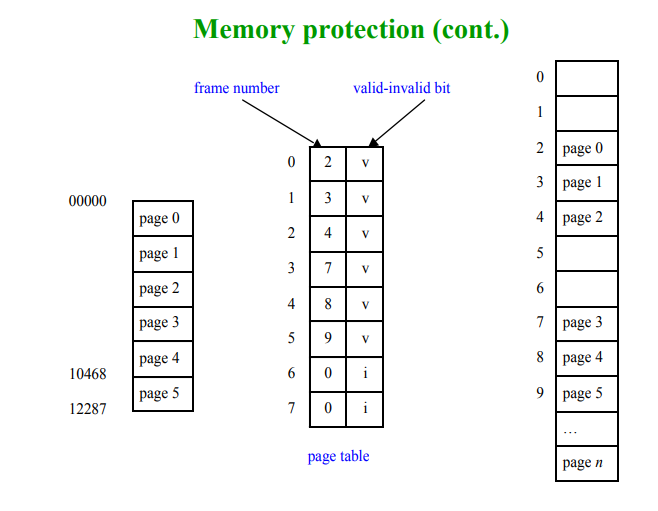 Memory protection (cont.)
frame number
valid-invalid bit
00000
page 0
page 1
page 2
page 3
page 4
10468
page 5
12287
0 2 v
1 3 v
2 4 v
3 7 v
4 8 v
5 9 v
6 0 i
7 0 i
page table
0
1
2 page 0
3 page 1
4 page 2
5
6
7 page 3
8 page 4
9 page 5
…
page n